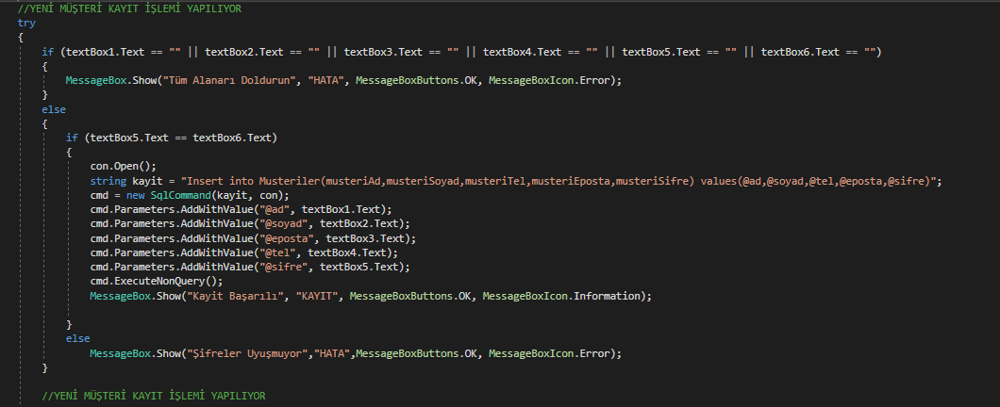 //YENİ MÜŞTERİ KAYIT İŞLEMİ YAPILIYOR
try
{
if (textBox1.Text == "" || textBox2.Text == "" || textBox3.Text == "" || textBox4.Text == "" || textBox5.Text == "" || textBox6.Text == "")
{
MessageBox.Show("Tüm Alanarı Doldurun", "HATA", MessageBoxButtons.OK, MessageBoxIcon.Error);
}
else
{
if (textBox5.Text == textBox6.Text)
{
con.Open();
string kayit = "Insert into Musteriler(musteriAd,musteriSoyad,musteriTel,musteriEposta,musteriSifre) values(@ad,@soyad,@tel,@eposta,@sifre)";
cmd = new SqlCommand(kayit, con);
cmd.Parameters.AddWithValue("@ad", textBox1.Text);
cmd.Parameters.AddWithValue("@soyad", textBox2.Text);
cmd.Parameters.AddWithValue("@eposta", textBox3.Text);
cmd.Parameters.AddWithValue("@tel", textBox4.Text);
cmd.Parameters.AddWithValue("@sifre", textBox5.Text);
cmd.ExecuteNonQuery();
MessageBox.Show("Kayit Başarılı", "KAYIT", MessageBoxButtons.OK, MessageBoxIcon.Information);
}
else
MessageBox.Show("Şifreler Uyuşmuyor","HATA",MessageBoxButtons.OK, MessageBoxIcon.Error);
}
//YENİ MÜŞTERİ KAYIT İŞLEMİ YAPILIYOR